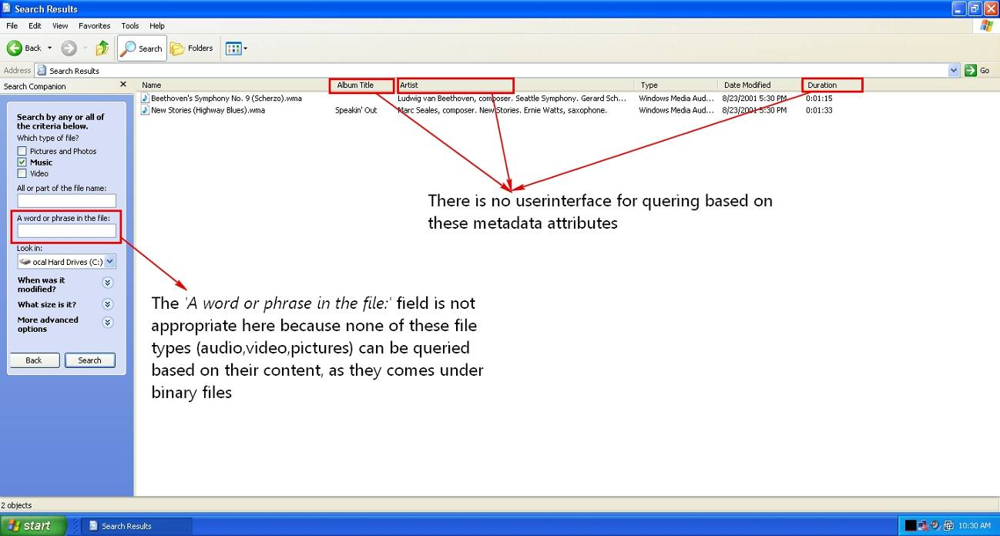 Search Results
File Edit View Favorites Tools Help
Back Search Folders
Address Search Results Go
Search Companion
Search by any or all of
the criteria below.
Which type of file?
Pictures and Photos
Music
Video
All or part of the file name:
A word or phrase in the file:
Look in:
ocal Hard Drives (C:)
When was it
modified?
What size is it?
More advanced
options
Back Search
Name Album Title Artist Type Date Modified Duration
Beethoven's Symphony No. 9 (Scherzo).wma Ludwig van Beethoven, composer. Seattle Symphony. Gerard Sch... Windows Media Aud... 8/23/2001 5:30 PM 0:01:15
New Stories (Highway Blues).wma Speakin' Out Marc Seales, composer. New Stories. Ernie Watts, saxophone. Windows Media Aud... 8/23/2001 5:30 PM 0:01:33
There is no userinterface for quering based on
these metadata attributes
The 'A word or phrase in the file:' field is not
appropriate here because none of these file
types (audio,video,pictures) can be queried
based on their content, as they comes under
binary files
2 objects
start Search Results 10:30 AM